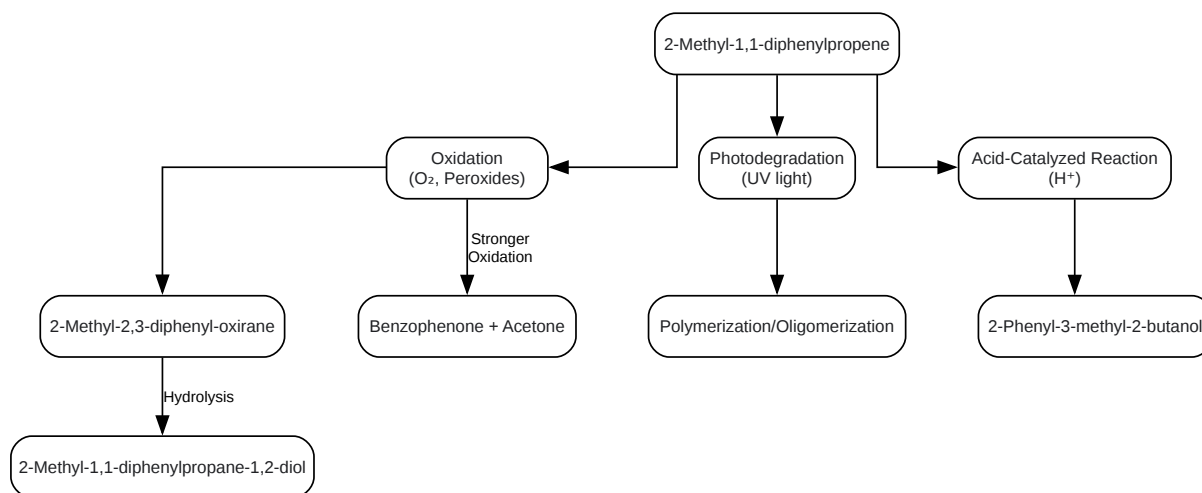 2-Methyl-1,1-diphenylpropene
Oxidation
(O₂, Peroxides)
Photodegradation
(UV light)
Acid-Catalyzed Reaction
(H⁺)
Stronger
Oxidation
2-Methyl-2,3-diphenyl-oxirane
Benzophenone + Acetone
Polymerization/Oligomerization
2-Phenyl-3-methyl-2-butanol
Hydrolysis
2-Methyl-1,1-diphenylpropane-1,2-diol